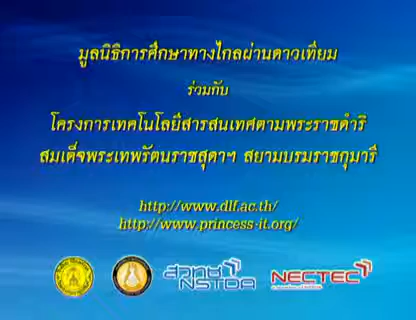 มูลนิธิการศึกษาทางไกลผ่านดาวเทียม
ร่วมกับ
โครงการเทคโนโลยีสารสนเทศตามพระราชดำริ
สมเด็จพระเทพรัตนราชสุดาฯ สยามบรมราชกุมารี
http://www.dlf.ac.th/
http://www.princess-it.org/
สวทช
NSTDA
NECTEC